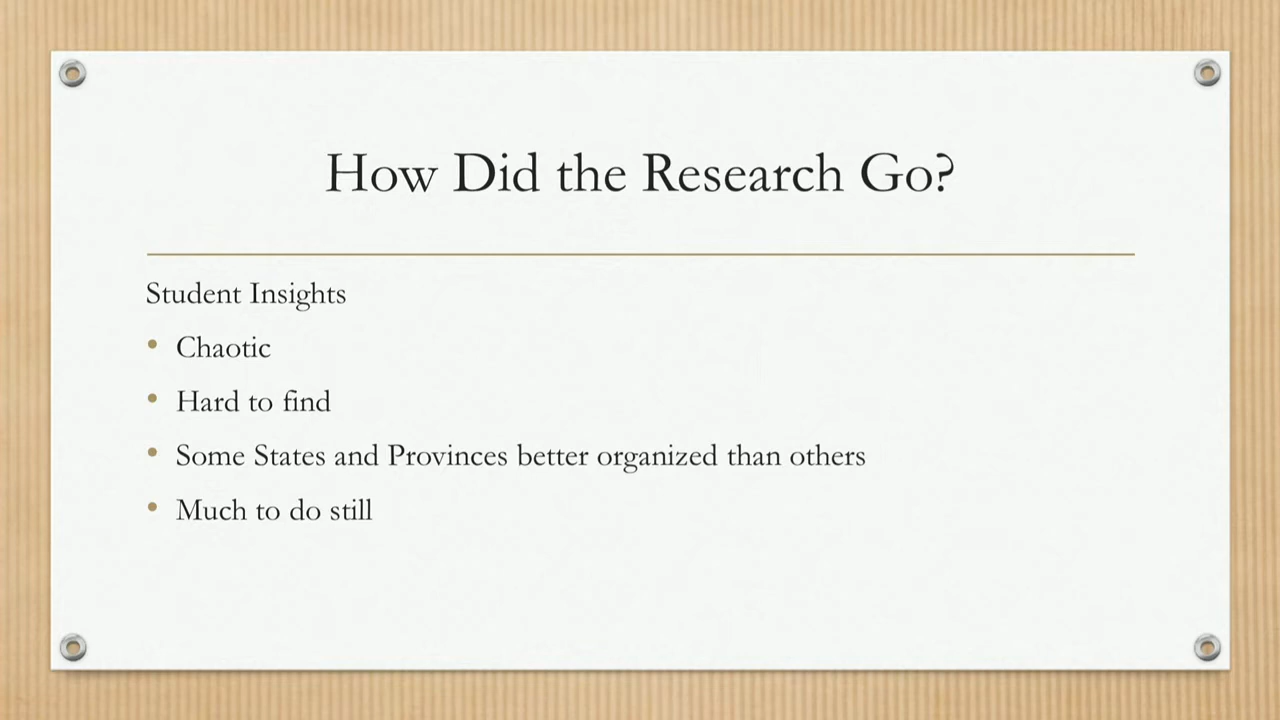 How Did the Research Go?
Student Insights
• Chaotic
• Hard to find
• Some States and Provinces better organized than others
• Much to do still